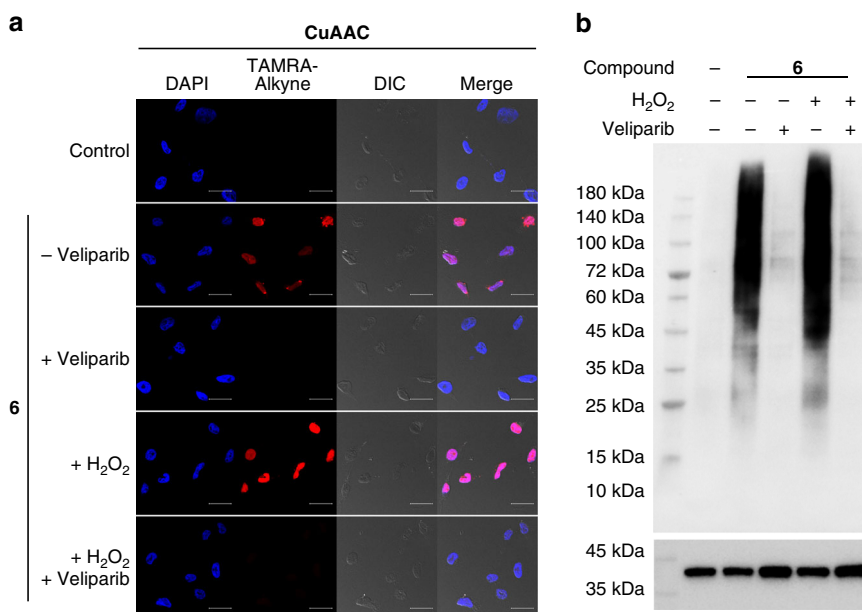 a
CuAAC
DAPI TAMRA-Alkyne DIC Merge
Control
6
– Veliparib
+ Veliparib
+ H₂O₂
+ H₂O₂
+ Veliparib
b
Compound – 6
H₂O₂ – – – + +
Veliparib – – + – +
180 kDa
140 kDa
100 kDa
72 kDa
60 kDa
45 kDa
35 kDa
25 kDa
15 kDa
10 kDa
45 kDa
35 kDa